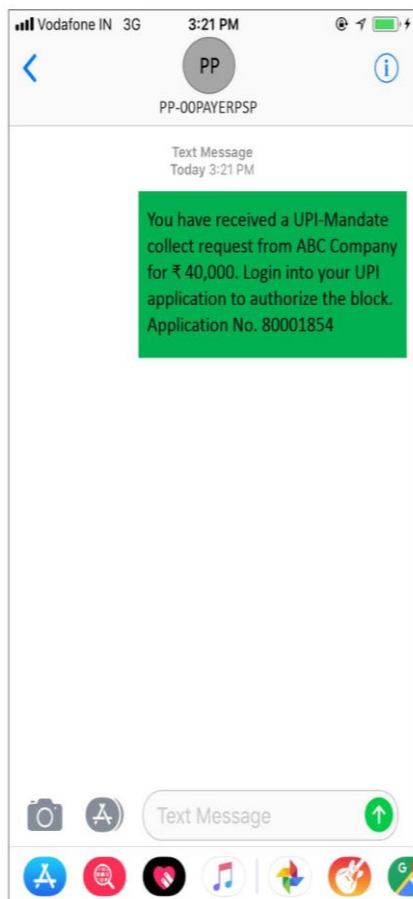 Vodafone IN 3G 3:21 PM
PP
PP-00PAYERPSP
Text Message
Today 3:21 PM
You have received a UPI-Mandate
collect request from ABC Company
for ₹ 40,000. Login into your UPI
application to authorize the block.
Application No. 80001854
Text Message
G